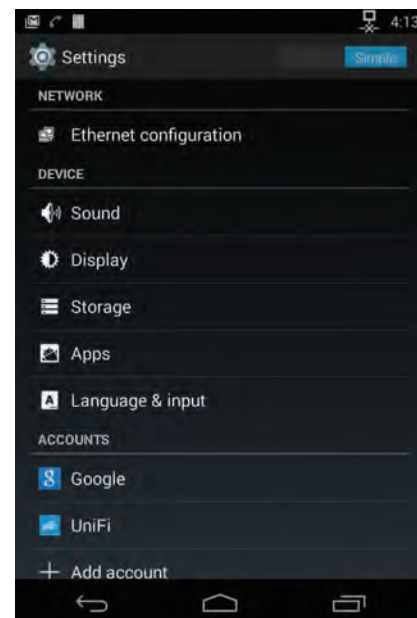 4:13
Settings
Simple
NETWORK
Ethernet configuration
DEVICE
Sound
Display
Storage
Apps
A Language & input
ACCOUNTS
8 Google
UniFi
Add account